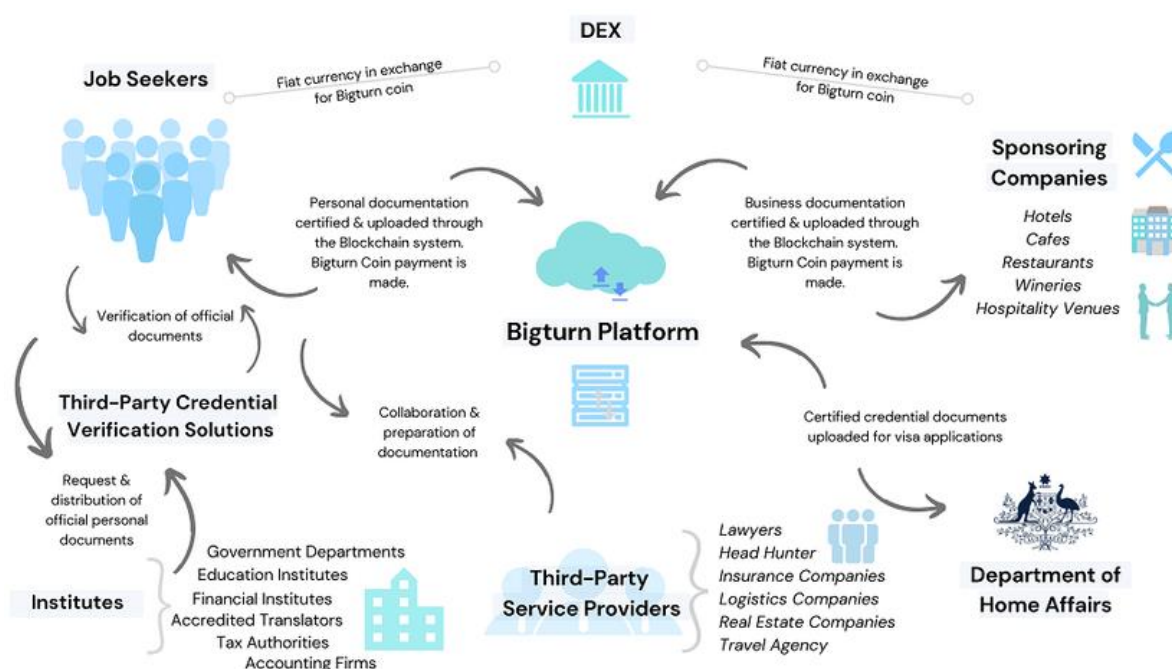 DEX
Job Seekers
Fiat currency in exchange
for Bigturn coin
Fiat currency in exchange
for Bigturn coin
Sponsoring
Companies
Hotels
Cafes
Restaurants
Wineries
Hospitality Venues
Personal documentation
certified & uploaded through
the Blockchain system.
Bigturn Coin payment is
made.
Business documentation
certified & uploaded through
the Blockchain system.
Bigturn Coin payment is
made.
Bigturn Platform
Verification of official
documents
Third-Party Credential
Verification Solutions
Collaboration &
preparation of
documentation
Certified credential documents
uploaded for visa applications
Request &
distribution of
official personal
documents
Institutes
Government Departments
Education Institutes
Financial Institutes
Accredited Translators
Tax Authorities
Accounting Firms
Third-Party
Service Providers
Lawyers
Head Hunter
Insurance Companies
Logistics Companies
Real Estate Companies
Travel Agency
Department of
Home Affairs